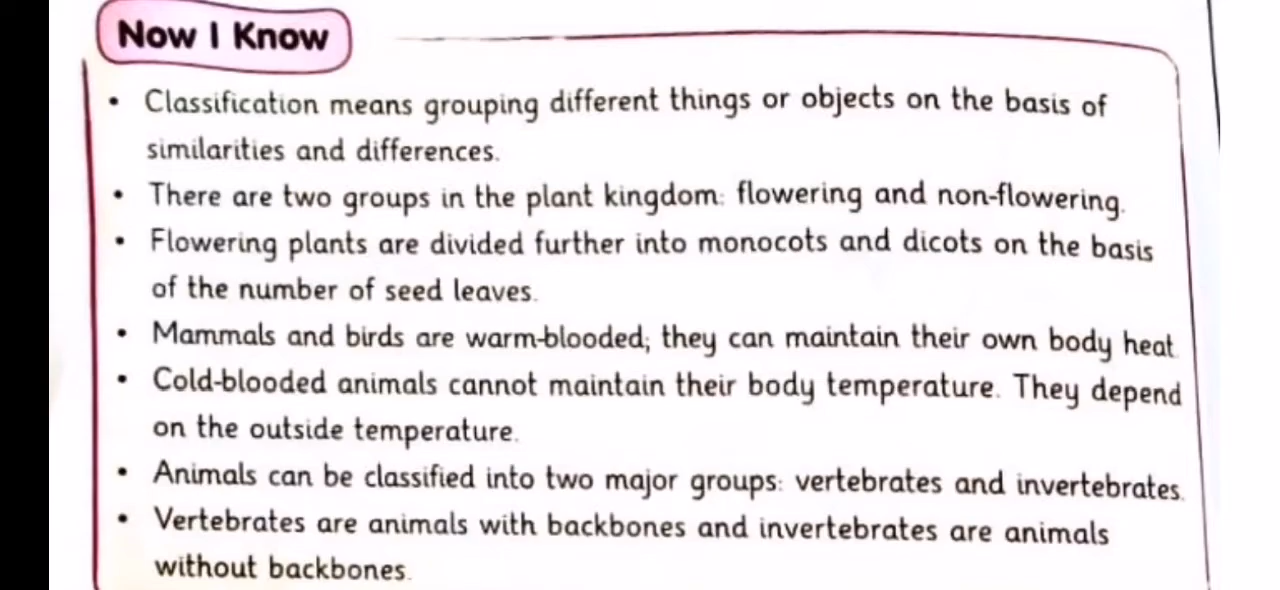 Now I Know
• Classification means grouping different things or objects on the basis of
similarities and differences.
• There are two groups in the plant kingdom: flowering and non-flowering.
• Flowering plants are divided further into monocots and dicots on the basis
of the number of seed leaves.
• Mammals and birds are warm-blooded; they can maintain their own body heat.
• Cold-blooded animals cannot maintain their body temperature. They depend
on the outside temperature.
• Animals can be classified into two major groups: vertebrates and invertebrates.
• Vertebrates are animals with backbones and invertebrates are animals
without backbones.